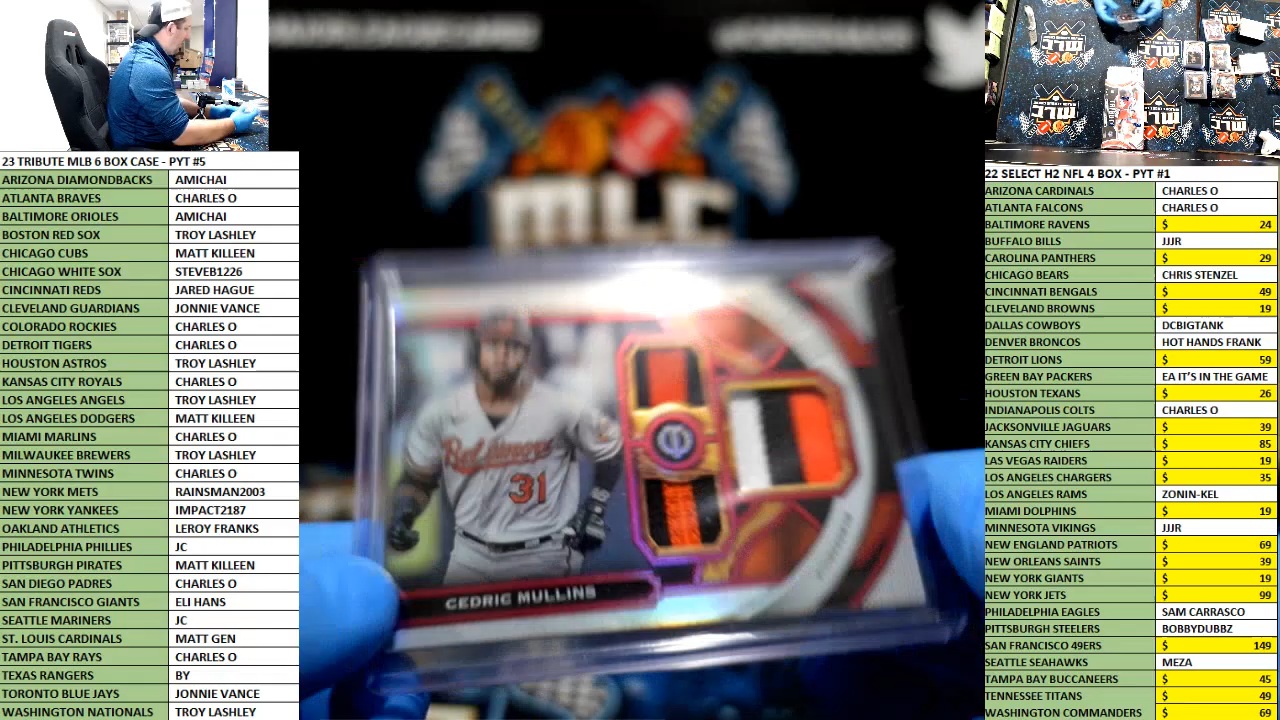 23 TRIBUTE MLB 6 BOX CASE - PYT #5
ARIZONA DIAMONDBACKS AMICHAI
ATLANTA BRAVES CHARLES O
BALTIMORE ORIOLES AMICHAI
BOSTON RED SOX TROY LASHLEY
CHICAGO CUBS MATT KILLEEN
CHICAGO WHITE SOX STEVEB1226
CINCINNATI REDS JARED HAGUE
CLEVELAND GUARDIANS JONNIE VANCE
COLORADO ROCKIES CHARLES O
DETROIT TIGERS CHARLES O
HOUSTON ASTROS TROY LASHLEY
KANSAS CITY ROYALS CHARLES O
LOS ANGELES ANGELS TROY LASHLEY
LOS ANGELES DODGERS MATT KILLEEN
MIAMI MARLINS CHARLES O
MILWAUKEE BREWERS TROY LASHLEY
MINNESOTA TWINS CHARLES O
NEW YORK METS RAINSMAN2003
NEW YORK YANKEES IMPACT2187
OAKLAND ATHLETICS LEROY FRANKS
PHILADELPHIA PHILLIES JC
PITTSBURGH PIRATES MATT KILLEEN
SAN DIEGO PADRES CHARLES O
SAN FRANCISCO GIANTS ELI HANS
SEATTLE MARINERS JC
ST. LOUIS CARDINALS MATT GEN
TAMPA BAY RAYS CHARLES O
TEXAS RANGERS BY
TORONTO BLUE JAYS JONNIE VANCE
WASHINGTON NATIONALS TROY LASHLEY
MLC
Baltimore
31
CEDRIC MULLINS
22 SELECT H2 NFL 4 BOX - PYT #1
ARIZONA CARDINALS CHARLES O
ATLANTA FALCONS CHARLES O
BALTIMORE RAVENS $ 24
BUFFALO BILLS JJJR
CAROLINA PANTHERS $ 29
CHICAGO BEARS CHRIS STENZEL
CINCINNATI BENGALS $ 49
CLEVELAND BROWNS $ 19
DALLAS COWBOYS DCBIGTANK
DENVER BRONCOS HOT HANDS FRANK
DETROIT LIONS $ 59
GREEN BAY PACKERS EA IT'S IN THE GAME
HOUSTON TEXANS $ 26
INDIANAPOLIS COLTS CHARLES O
JACKSONVILLE JAGUARS $ 39
KANSAS CITY CHIEFS $ 85
LAS VEGAS RAIDERS $ 19
LOS ANGELES CHARGERS $ 35
LOS ANGELES RAMS ZONIN-KEL
MIAMI DOLPHINS $ 19
MINNESOTA VIKINGS JJJR
NEW ENGLAND PATRIOTS $ 69
NEW ORLEANS SAINTS $ 39
NEW YORK GIANTS $ 19
NEW YORK JETS $ 99
PHILADELPHIA EAGLES SAM CARRASCO
PITTSBURGH STEELERS BOBBYDUBBZ
SAN FRANCISCO 49ERS $ 149
SEATTLE SEAHAWKS MEZA
TAMPA BAY BUCCANEERS $ 45
TENNESSEE TITANS $ 49
WASHINGTON COMMANDERS $ 69